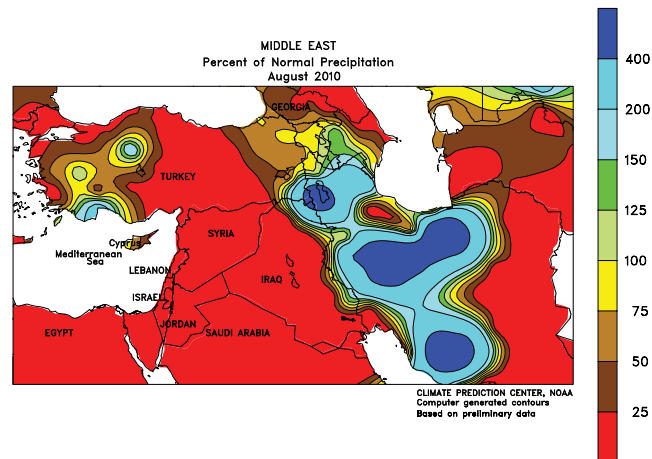 MIDDLE EAST
Percent of Normal Precipitation
August 2010
GEORGIA
TURKEY
Cyprus
Mediterranean
Sea
SYRIA
LEBANON
IRAQ
ISRAEL
JORDAN
EGYPT
SAUDI ARABIA
CLIMATE PREDICTION CENTER, NOAA
Computer generated contours
Based on preliminary data
400
200
150
125
100
75
50
25